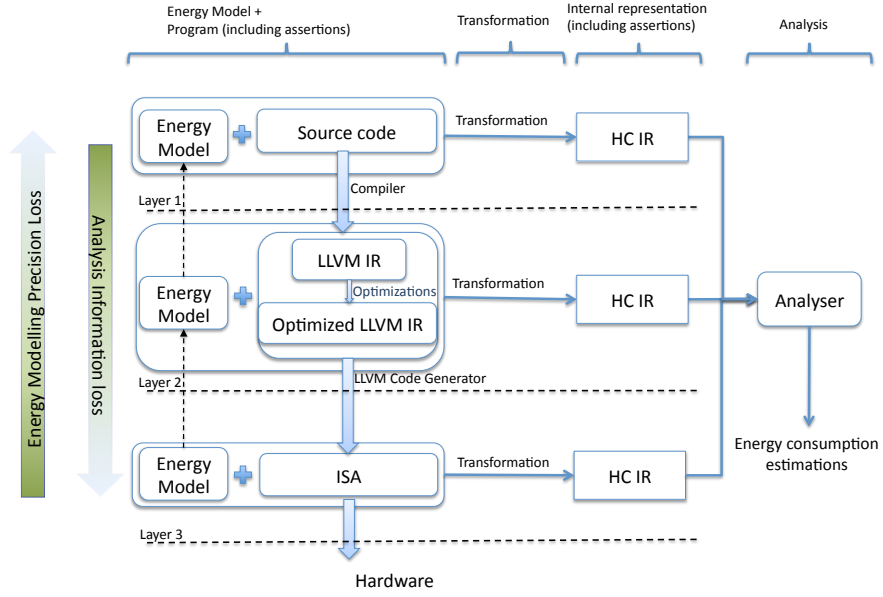 Energy Model +
Program (including assertions)
Transformation
Internal representation
(including assertions)
Analysis
Energy
Model
Source code
Transformation
HC IR
Compiler
Layer 1
LLVM IR
Optimizations
Energy
Model
Optimized LLVM IR
Transformation
HC IR
Analyser
Layer 2
LLVM Code Generator
Energy
Model
ISA
Transformation
HC IR
Energy consumption
estimations
Layer 3
Hardware
Energy Modelling Precision Loss
Analysis Information loss